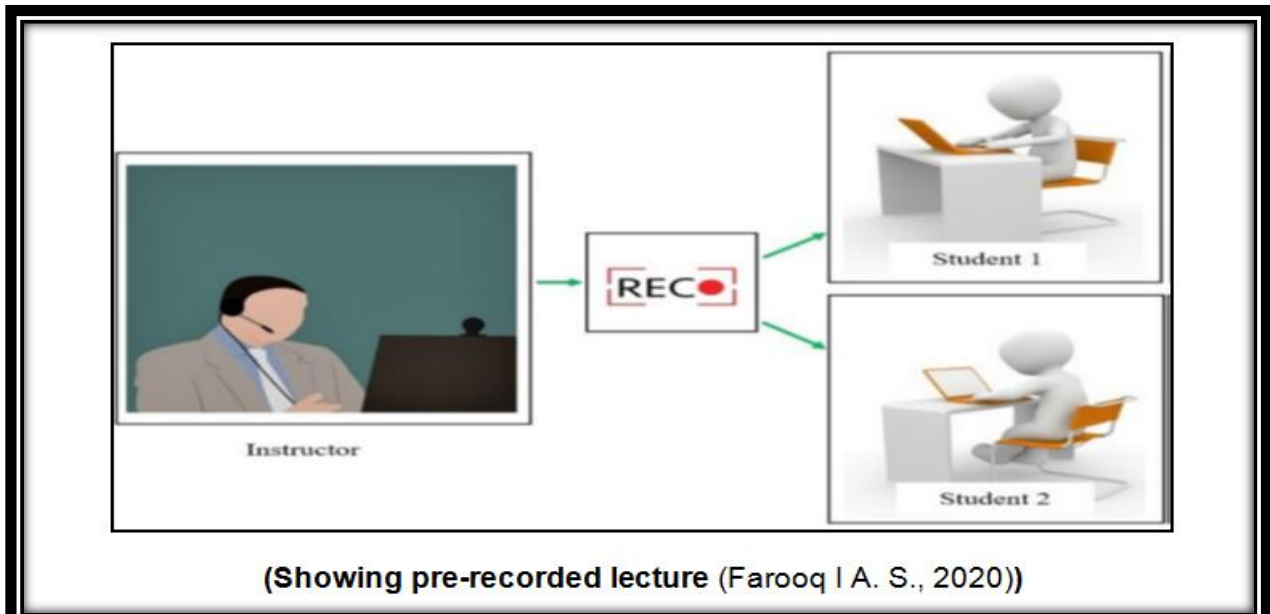 Instructor
REC
Student 1
Student 2
(Showing pre-recorded lecture (Farooq I A. S., 2020))